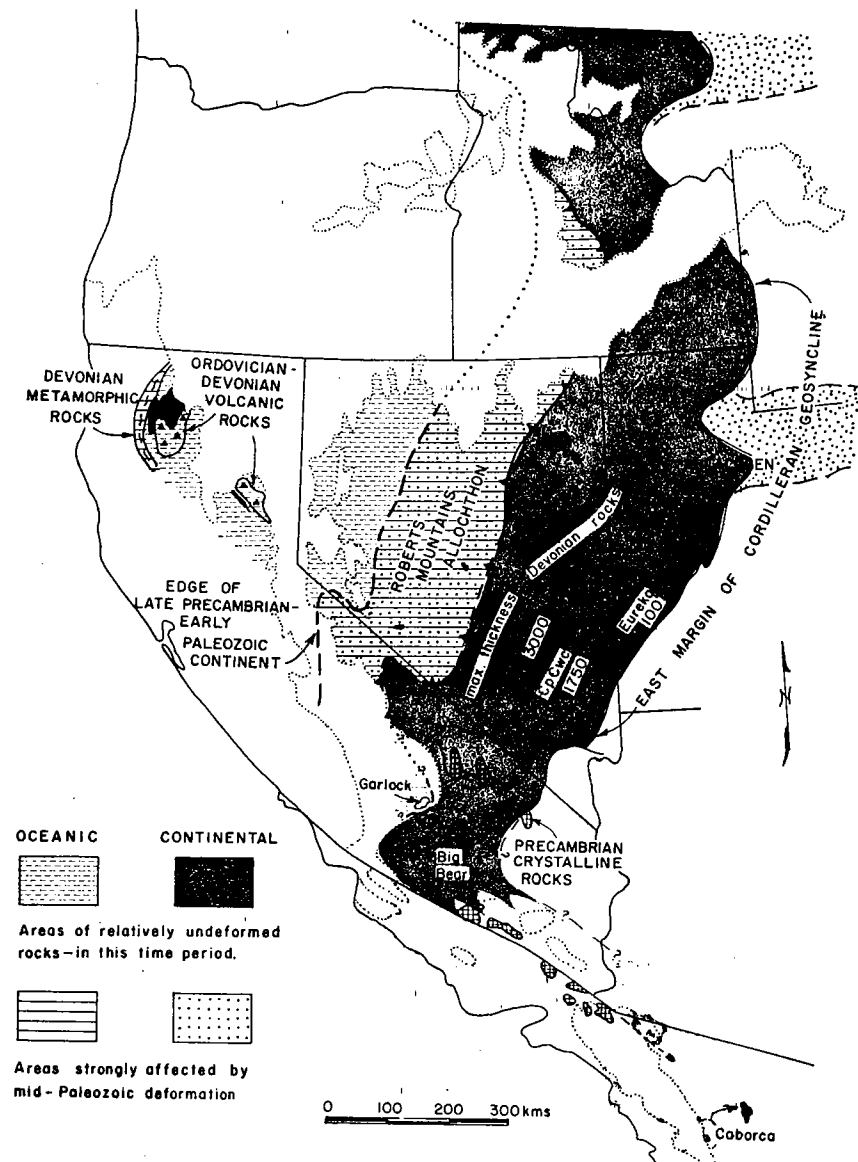 DEVONIAN
METAMORPHIC
ROCKS
ORDOVICIAN-
DEVONIAN
VOLCANIC
ROCKS
ROBERTS
MOUNTAINS
ALLOCHTHON
EDGE OF
LATE PRECAMBRIAN-
EARLY
PALEOZOIC
CONTINENT
max. thickness Devonian rocks
EAST MARGIN OF CORDILLERAN GEOSYNCLINE
EN
Eureka
100
Garlock
Big
Bear
PRECAMBRIAN
CRYSTALLINE
ROCKS
N
OCEANIC CONTINENTAL
Areas of relatively undeformed
rocks—in this time period.
Areas strongly affected by
mid-Paleozoic deformation
0 100 200 300 kms
Caborca
1750